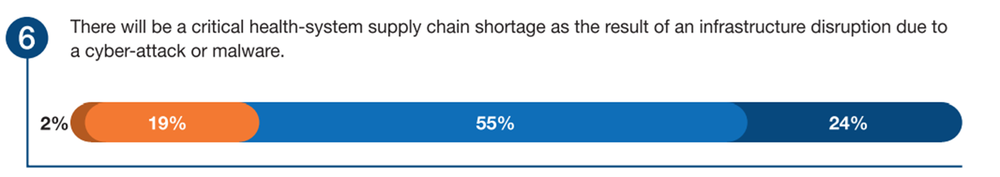 6
There will be a critical health-system supply chain shortage as the result of an infrastructure disruption due to
a cyber-attack or malware.
2% 19% 55% 24%